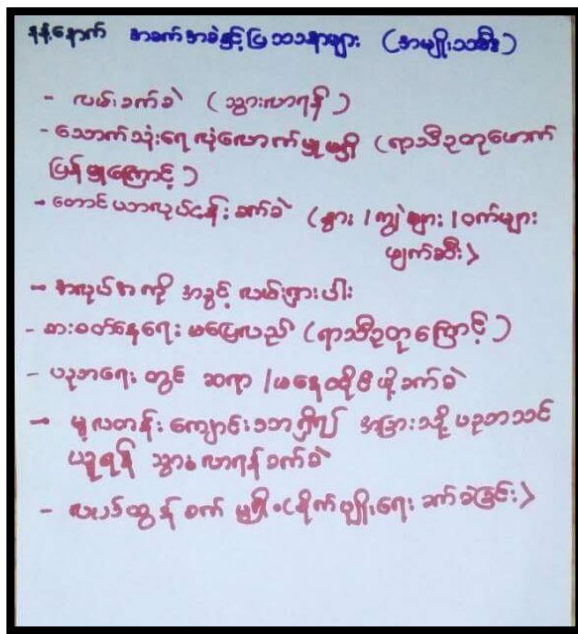 နန့်နောက် အခက်အခဲနှင့်ပြဿနာများ (အမျိုးသမီး)
- လမ်းခက်ခဲ (သွားလာရန်)
- သောက်သုံးရေ လုံလောက်မှုမရှိ (ရာသီဥတုဖောက်
ပြန်မှုကြောင့်)
- တောင်ယာလုပ်ငန်းခက်ခဲ (နွား / ကျွဲများ / ဝက်များ
ဖျက်ဆီး)
- အလုပ်အကိုင် အခွင့် လမ်းရှားပါး
- စားဝတ်နေရေး မပြေလည် (ရာသီဥတုကြောင့်)
- ပညာရေး တွင် ဆရာ / မနေထိုင်ဖို့ခက်ခဲ
- မူလတန်းကျောင်းသာရှိ၍ အခြားသို့ပညာသင်
ယူရန် သွားလာရန်ခက်ခဲ
- လယ်ထွန်စက် မရှိ (စိုက်ပျိုးရေး ခက်ခဲခြင်း)